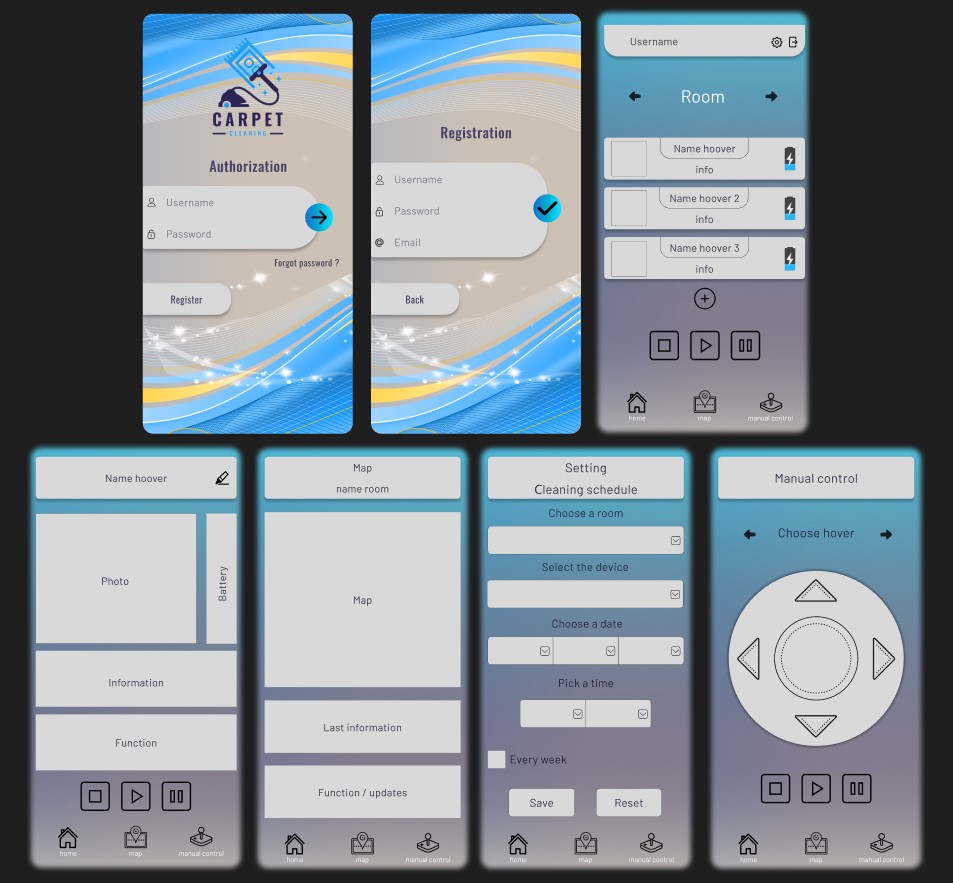 CARPET
CLEANING
Authorization
Username
Password
Forgot password ?
Register
Registration
Username
Password
@ Email
Back
Username
Room
Name hoover
info
Name hoover 2
info
Name hoover 3
info
home
map
manual control
Name hoover
Photo
Battery
Information
Function
home
map
manual control
Map
name room
Map
Last information
Function / updates
home
map
manual control
Setting
Cleaning schedule
Choose a room
Select the device
Choose a date
Pick a time
Every week
Save
Reset
home
map
manual control
Manual control
Choose hover
home
map
manual control